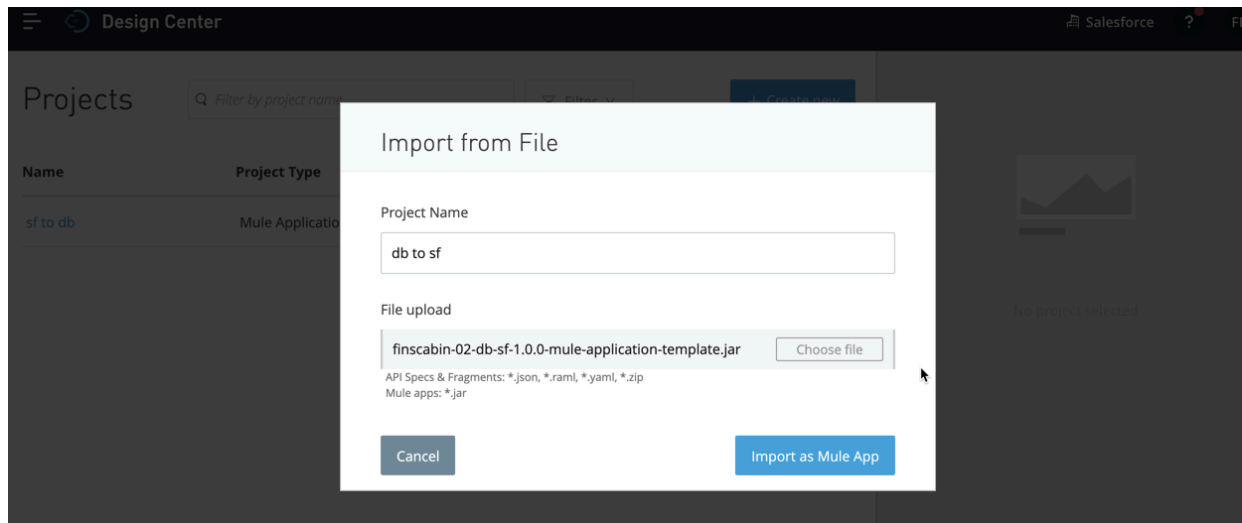 Design Center
Salesforce ?
Projects
Filter by project name
Filter
+ Create new
Import from File
Name Project Type
Project Name
sf to db Mule Applicatio
db to sf
File upload
No project selected
finscabin-02-db-sf-1.0.0-mule-application-template.jar Choose file
API Specs & Fragments: *.json, *.raml, *.yaml, *.zip
Mule apps: *.jar
Cancel Import as Mule App